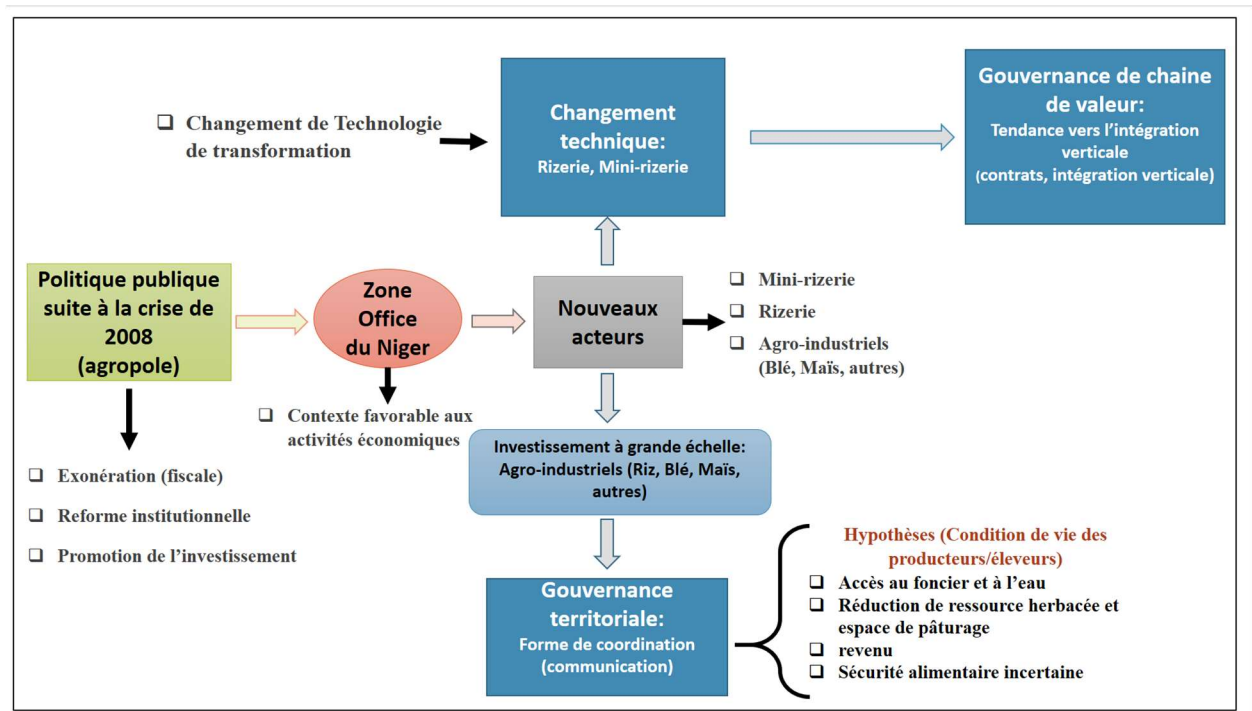 Changement de Technologie
de transformation
Changement
technique:
Rizerie, Mini-rizerie
Gouvernance de chaine
de valeur:
Tendance vers l'intégration
verticale
(contrats, intégration verticale)
Politique publique
suite à la crise de
2008
(agropole)
Zone
Office
du Niger
Nouveaux
acteurs
Mini-rizerie
Rizerie
Agro-industriels
(Blé, Maïs, autres)
Contexte favorable aux
activités économiques
Exonération (fiscale)
Reforme institutionnelle
Promotion de l'investissement
Investissement à grande échelle:
Agro-industriels (Riz, Blé, Maïs,
autres)
Gouvernance
territoriale:
Forme de coordination
(communication)
Hypothèses (Condition de vie des
producteurs/éleveurs)
Accès au foncier et à l'eau
Réduction de ressource herbacée et
espace de pâturage
revenu
Sécurité alimentaire incertaine